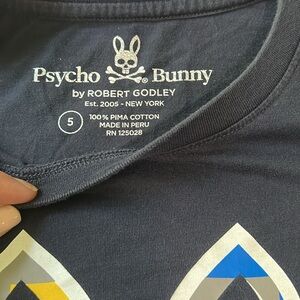 Psycho Bunny
by ROBERT GODLEY
Est. 2005 - NEW YORK
5
100% PIMA COTTON
MADE IN PERU
RN 125028